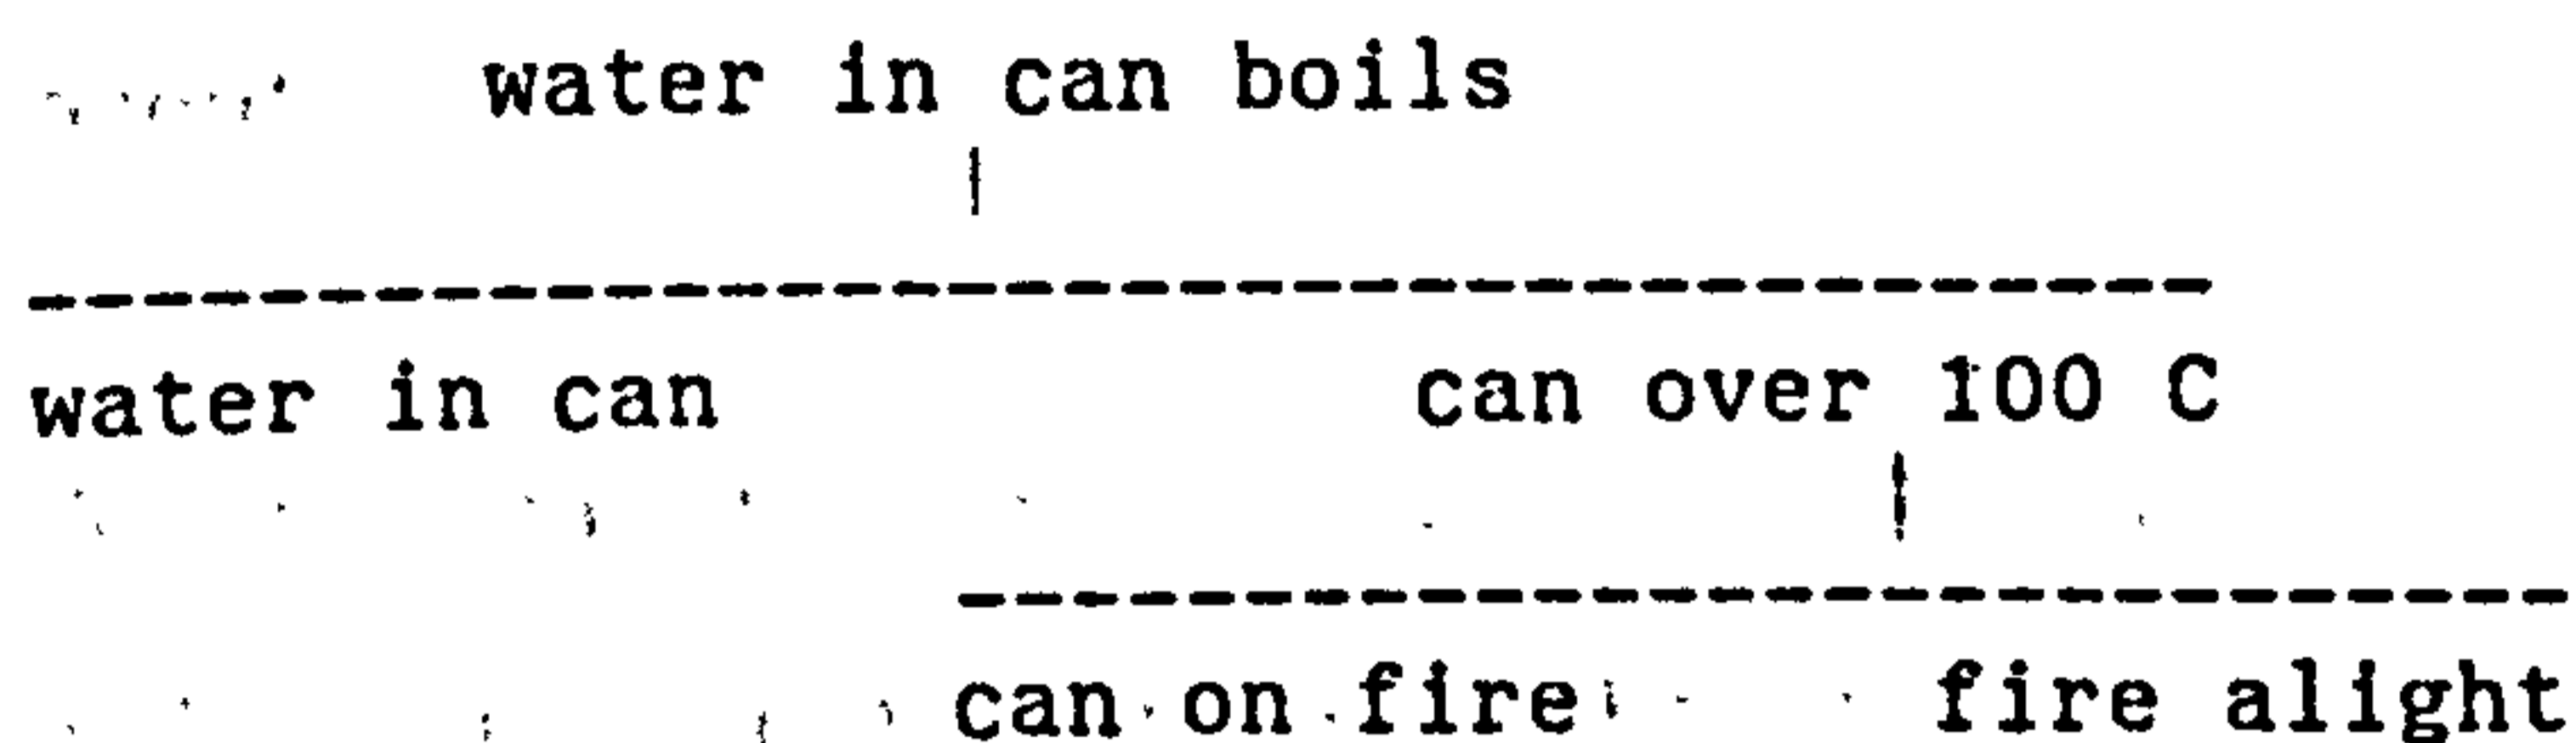 water in can boils
water in can can over 100 C
can on fire fire alight